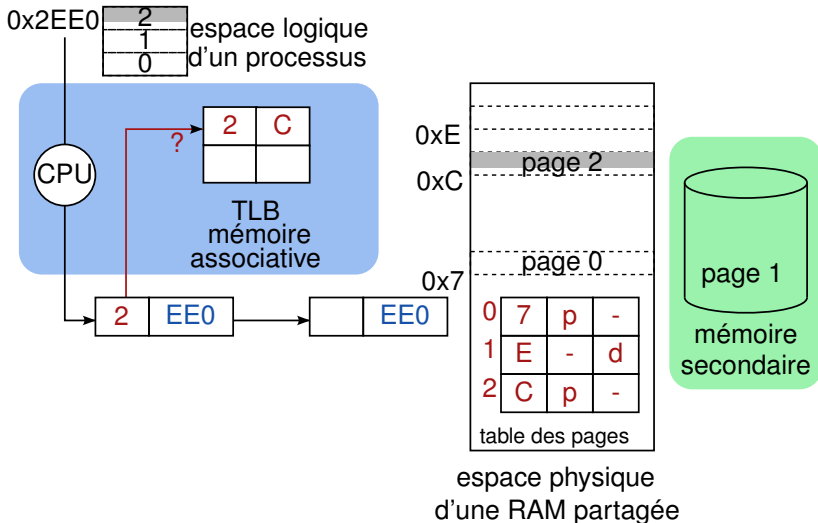 0x2EE0
2
1
0
espace logique
d'un processus
2 C
?
CPU
TLB
mémoire
associative
2 EE0
EE0
0xE
page 2
0xC
page 0
0x7
0 7 p -
1 E - d
2 C p -
table des pages
espace physique
d'une RAM partagée
page 1
mémoire
secondaire